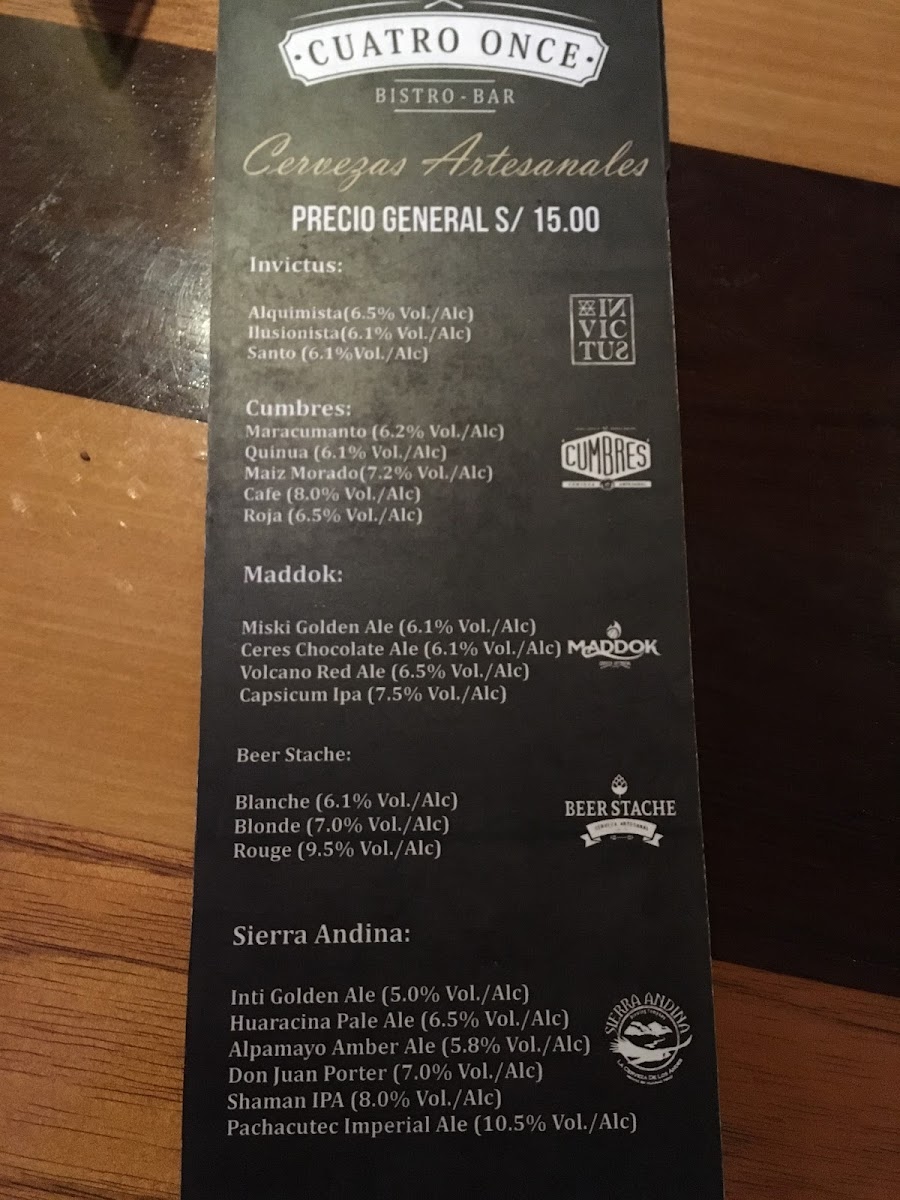 ·CUATRO ONCE·
BISTRO-BAR
Cervezas Artesanales
PRECIO GENERAL S/ 15.00
Invictus:
Alquimista(6.5% Vol./Alc)
Ilusionista(6.1% Vol./Alc)
Santo (6.1%Vol./Alc)
IN
VIC
TUS
Cumbres:
Maracumanto (6.2% Vol./Alc)
Quinua (6.1% Vol./Alc)
Maiz Morado(7.2% Vol./Alc)
Cafe (8.0% Vol./Alc)
Roja (6.5% Vol./Alc)
CUMBRES
Maddok:
Miski Golden Ale (6.1% Vol./Alc)
Ceres Chocolate Ale (6.1% Vol./Alc)
Volcano Red Ale (6.5% Vol./Alc)
Capsicum Ipa (7.5% Vol./Alc)
MADDOK
Beer Stache:
Blanche (6.1% Vol./Alc)
Blonde (7.0% Vol./Alc)
Rouge (9.5% Vol./Alc)
BEER STACHE
CERVEZA ARTESANAL
Sierra Andina:
Inti Golden Ale (5.0% Vol./Alc)
Huaracina Pale Ale (6.5% Vol./Alc)
Alpamayo Amber Ale (5.8% Vol./Alc)
Don Juan Porter (7.0% Vol./Alc)
Shaman IPA (8.0% Vol./Alc)
Pachacutec Imperial Ale (10.5% Vol./Alc)
SIERRA ANDINA
LA CERVEZA DE LOS ANDES